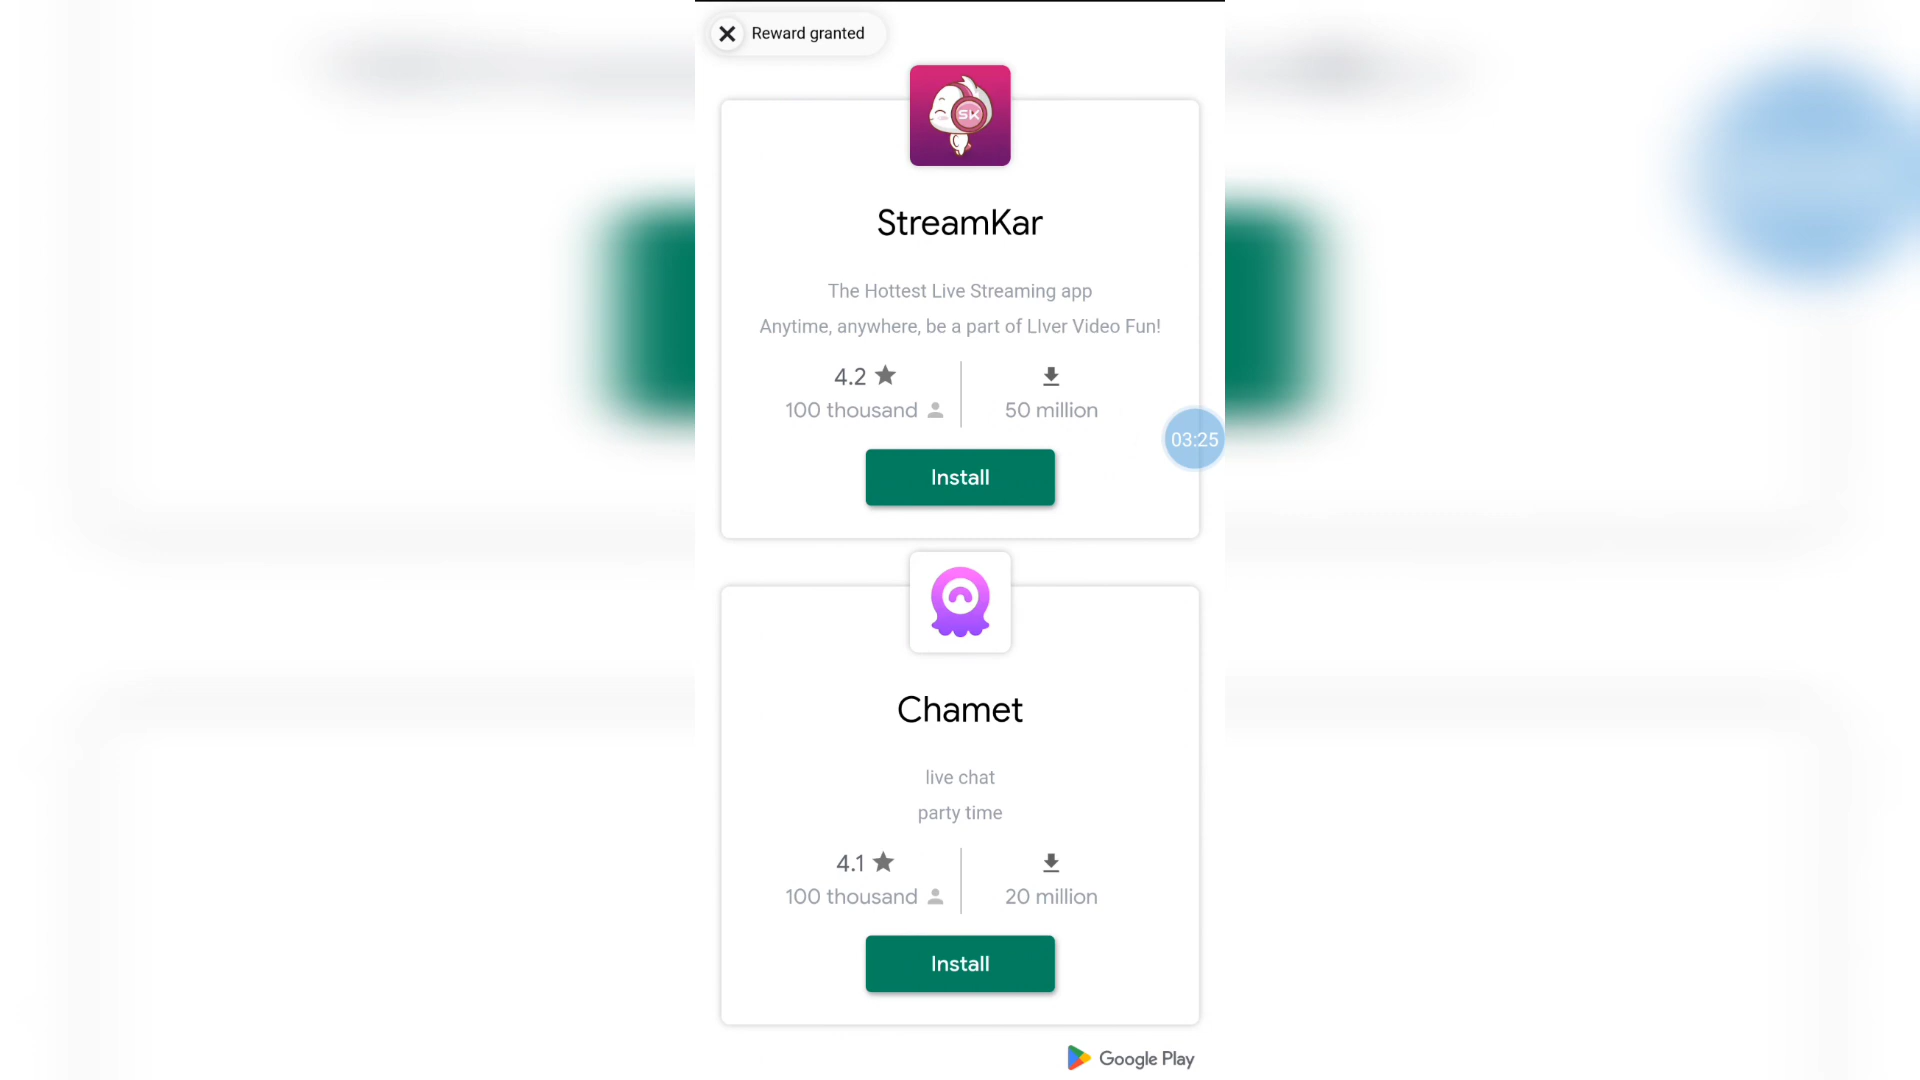 Reward granted
SK
StreamKar
The Hottest Live Streaming app
Anytime, anywhere, be a part of LIver Video Fun!
4.2
100 thousand
50 million
03:25
Install
Chamet
live chat
party time
4.1
100 thousand
20 million
Install
Google Play